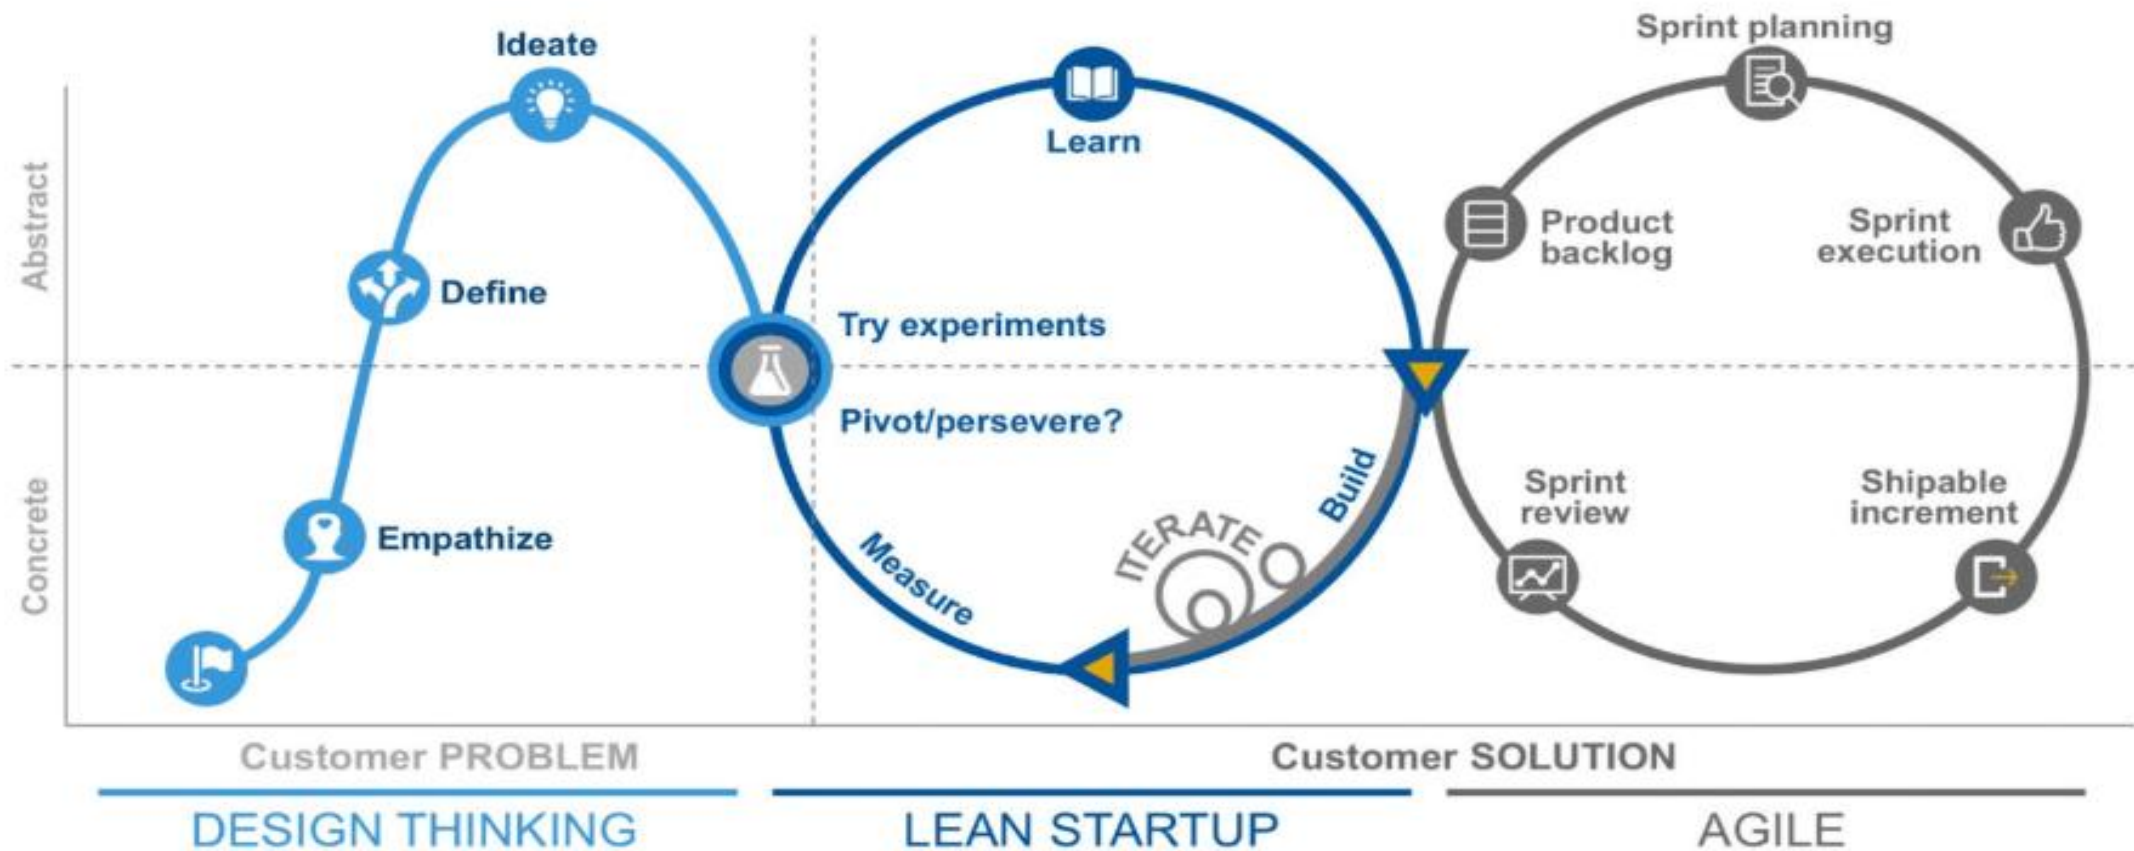 Ideate
Define
Empathize
Abstract
Concrete
Learn
Try experiments
Pivot/persevere?
Measure
ITERATE
Build
Sprint planning
Product
backlog
Sprint
execution
Sprint
review
Shipable
increment
Customer PROBLEM
Customer SOLUTION
DESIGN THINKING
LEAN STARTUP
AGILE